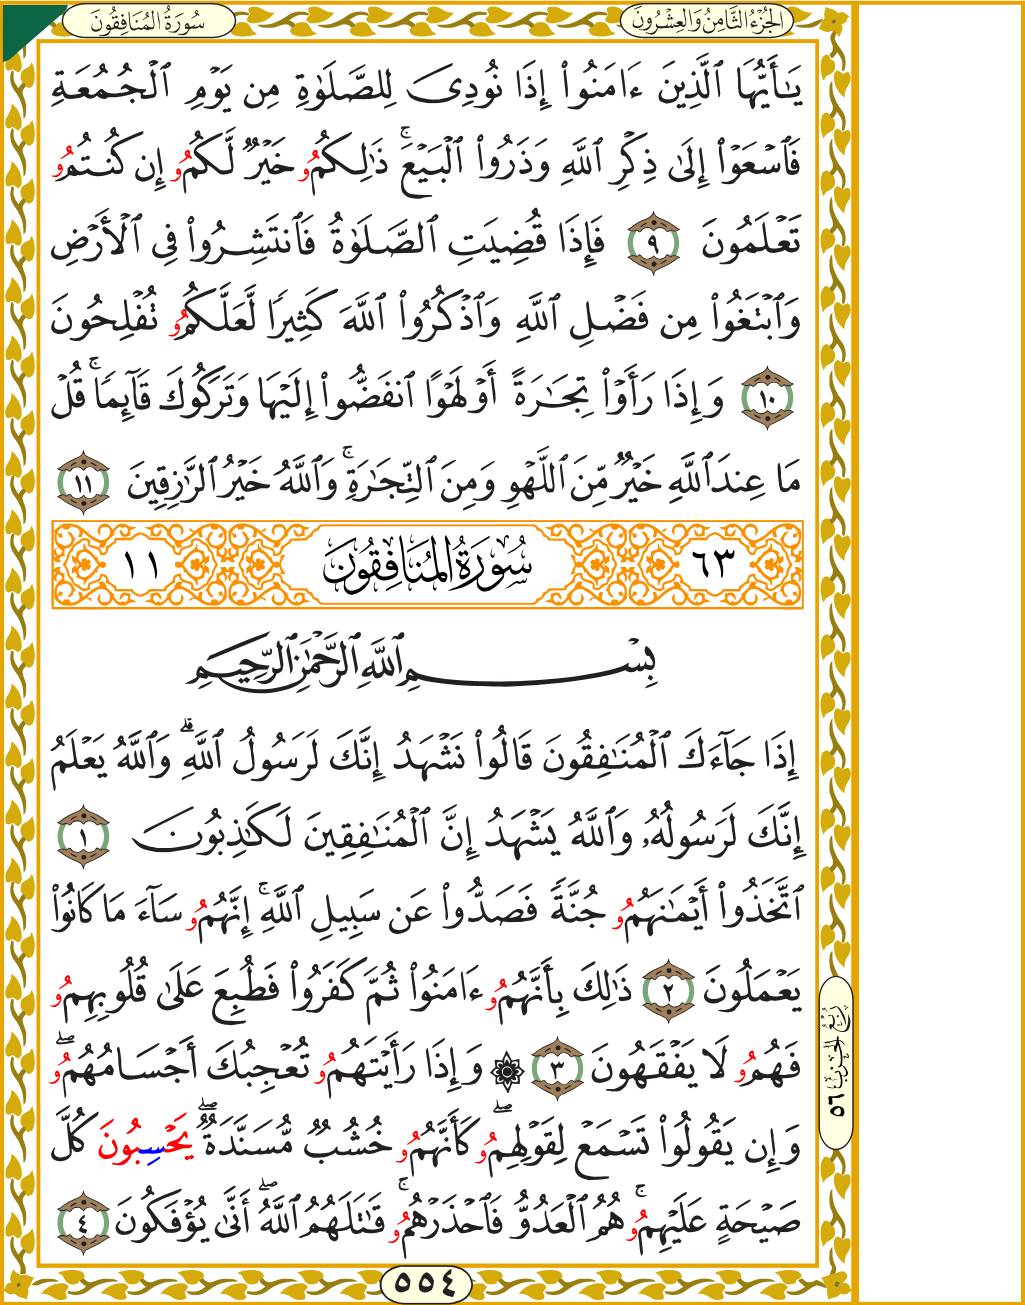 الجُزْءُ الثَّامِنُ وَالعِشْرُونَ
سُورَةُ المُنَافِقُونَ
يَـٰٓأَيُّهَا ٱلَّذِينَ ءَامَنُوٓاْ إِذَا نُودِىَ لِلصَّلَوٰةِ مِن يَوْمِ ٱلْجُمُعَةِ
فَٱسْعَوْاْ إِلَىٰ ذِكْرِ ٱللَّهِ وَذَرُواْ ٱلْبَيْعَۚ ذَٰلِكُمُۥ خَيْرٌ لَّكُمُۥ إِن كُنتُمُۥ
تَعْلَمُونَ ٩ فَإِذَا قُضِيَتِ ٱلصَّلَوٰةُ فَٱنتَشِرُواْ فِى ٱلْأَرْضِ
وَٱبْتَغُواْ مِن فَضْلِ ٱللَّهِ وَٱذْكُرُواْ ٱللَّهَ كَثِيرًا لَّعَلَّكُمُۥ تُفْلِحُونَ
١٠ وَإِذَا رَأَوْاْ تِجَـٰرَةً أَوْ لَهْوًا ٱنفَضُّوٓاْ إِلَيْهَا وَتَرَكُوكَ قَآئِمًاۚ قُلْ
مَا عِندَ ٱللَّهِ خَيْرٌ مِّنَ ٱللَّهْوِ وَمِنَ ٱلتِّجَـٰرَةِۚ وَٱللَّهُ خَيْرُ ٱلرَّٰزِقِينَ ١١
٦٣ سُورَةُ المُنَافِقُونَ ١١
بِسْمِ ٱللَّهِ ٱلرَّحْمَـٰنِ ٱلرَّحِيمِ
إِذَا جَآءَكَ ٱلْمُنَـٰفِقُونَ قَالُواْ نَشْهَدُ إِنَّكَ لَرَسُولُ ٱللَّهِۗ وَٱللَّهُ يَعْلَمُ
إِنَّكَ لَرَسُولُهُۥ وَٱللَّهُ يَشْهَدُ إِنَّ ٱلْمُنَـٰفِقِينَ لَكَـٰذِبُونَ ١
ٱتَّخَذُوٓاْ أَيْمَـٰنَهُمُۥ جُنَّةً فَصَدُّواْ عَن سَبِيلِ ٱللَّهِۚ إِنَّهُمُۥ سَآءَ مَا كَانُواْ
يَعْمَلُونَ ٢ ذَٰلِكَ بِأَنَّهُمُۥ ءَامَنُواْ ثُمَّ كَفَرُواْ فَطُبِعَ عَلَىٰ قُلُوبِهِمُۥ
فَهُمُۥ لَا يَفْقَهُونَ ٣ ۞ وَإِذَا رَأَيْتَهُمُۥ تُعْجِبُكَ أَجْسَامُهُمُۥۖ
وَإِن يَقُولُواْ تَسْمَعْ لِقَوْلِهِمُۥۖ كَأَنَّهُمُۥ خُشُبٌ مُّسَنَّدَةٌۖ يَحْسِبُونَ كُلَّ
صَيْحَةٍ عَلَيْهِمُۥۚ هُمُ ٱلْعَدُوُّ فَٱحْذَرْهُمُۥۚ قَـٰتَلَهُمُ ٱللَّهُۖ أَنَّىٰ يُؤْفَكُونَ ٤
رُبْعُ الحِزْبِ ٥٦
٥٥٤